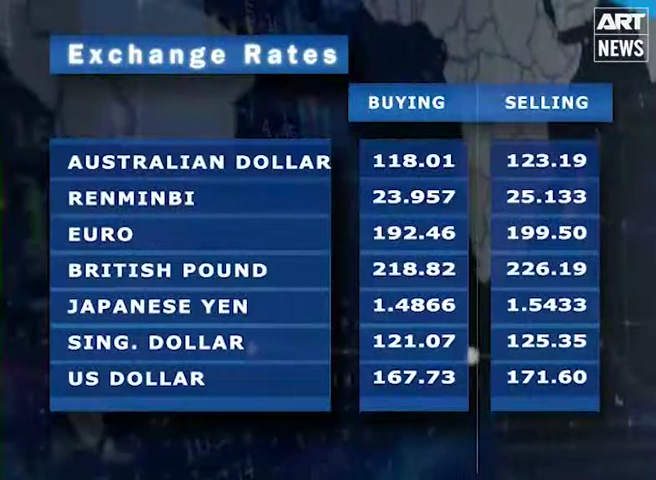 ART
NEWS
Exchange Rates
BUYING SELLING
AUSTRALIAN DOLLAR 118.01 123.19
RENMINBI 23.957 25.133
EURO 192.46 199.50
BRITISH POUND 218.82 226.19
JAPANESE YEN 1.4866 1.5433
SING. DOLLAR 121.07 125.35
US DOLLAR 167.73 171.60